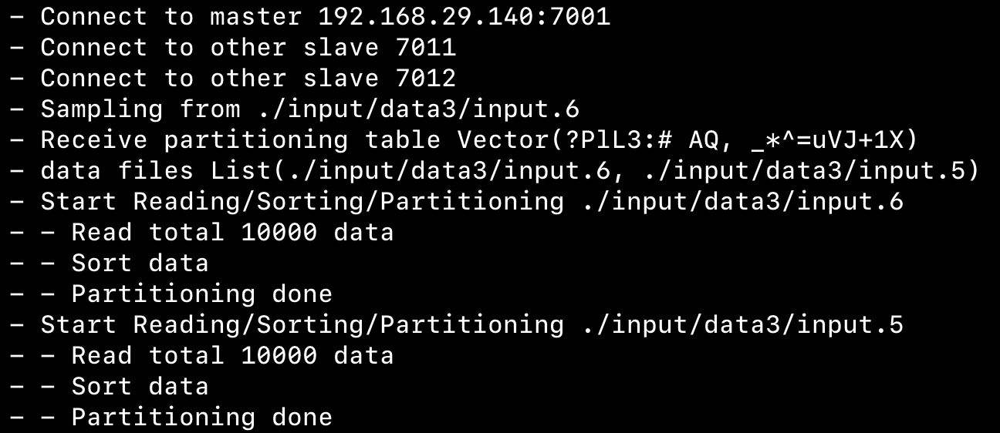 - Connect to master 192.168.29.140:7001
- Connect to other slave 7011
- Connect to other slave 7012
- Sampling from ./input/data3/input.6
- Receive partitioning table Vector(?PlL3:# AQ, _*^=uVJ+1X)
- data files List(./input/data3/input.6, ./input/data3/input.5)
- Start Reading/Sorting/Partitioning ./input/data3/input.6
- - Read total 10000 data
- - Sort data
- - Partitioning done
- Start Reading/Sorting/Partitioning ./input/data3/input.5
- - Read total 10000 data
- - Sort data
- - Partitioning done